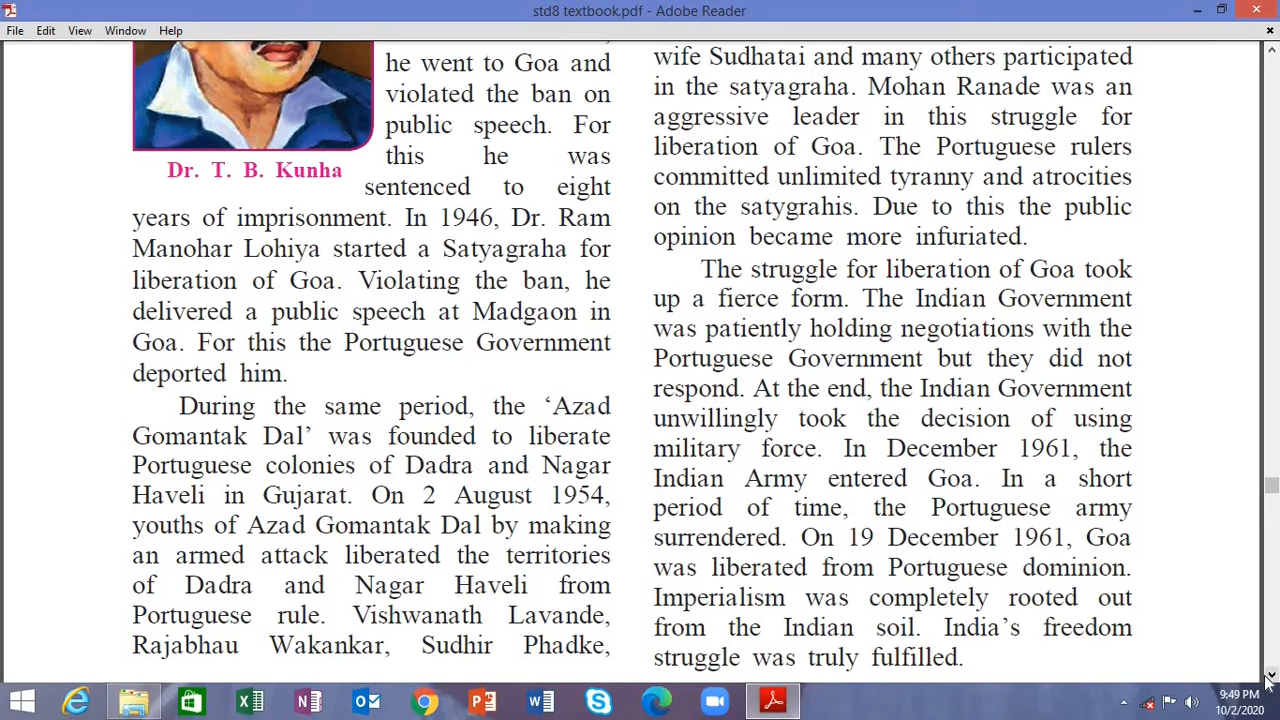 std8 textbook.pdf - Adobe Reader
File Edit View Window Help
he went to Goa and
violated the ban on
public speech. For
this he was
Dr. T. B. Kunha
sentenced to eight
years of imprisonment. In 1946, Dr. Ram
Manohar Lohiya started a Satyagraha for
liberation of Goa. Violating the ban, he
delivered a public speech at Madgaon in
Goa. For this the Portuguese Government
deported him.
During the same period, the ‘Azad
Gomantak Dal’ was founded to liberate
Portuguese colonies of Dadra and Nagar
Haveli in Gujarat. On 2 August 1954,
youths of Azad Gomantak Dal by making
an armed attack liberated the territories
of Dadra and Nagar Haveli from
Portuguese rule. Vishwanath Lavande,
Rajabhau Wakankar, Sudhir Phadke,
wife Sudhatai and many others participated
in the satyagraha. Mohan Ranade was an
aggressive leader in this struggle for
liberation of Goa. The Portuguese rulers
committed unlimited tyranny and atrocities
on the satygrahis. Due to this the public
opinion became more infuriated.
The struggle for liberation of Goa took
up a fierce form. The Indian Government
was patiently holding negotiations with the
Portuguese Government but they did not
respond. At the end, the Indian Government
unwillingly took the decision of using
military force. In December 1961, the
Indian Army entered Goa. In a short
period of time, the Portuguese army
surrendered. On 19 December 1961, Goa
was liberated from Portuguese dominion.
Imperialism was completely rooted out
from the Indian soil. India’s freedom
struggle was truly fulfilled.
9:49 PM
10/2/2020